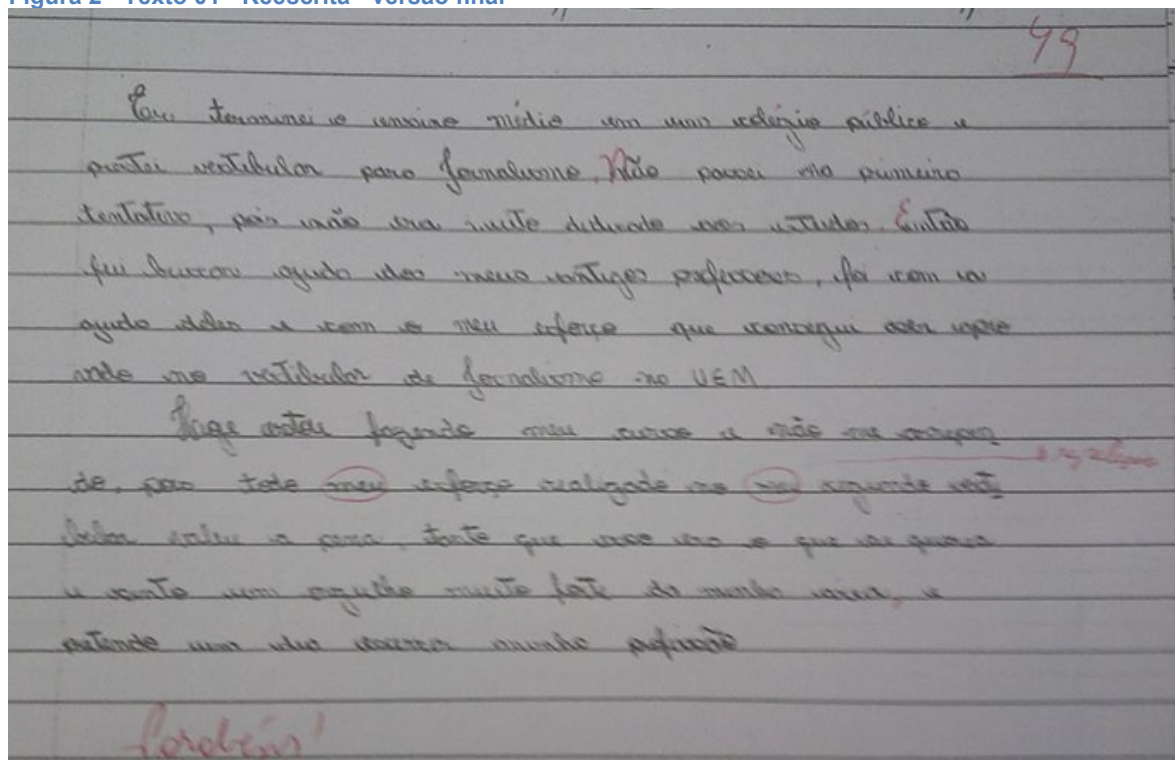 Figura 2 - Texto 01 - Reescrita - versão final
49
Eu terminei o ensino médio em um colégio público e
prestei vestibular para Jornalismo. Não passei na primeira
tentativa, pois não era muito dedicado aos estudos. Então
fui buscar ajuda dos meus antigos professores, foi com a
ajuda deles e com o meu esforço que consegui ser apro
vado no vestibular de Jornalismo na UEM
Hoje estou fazendo meu curso e não me
do, pois todo meu esforço realizado no meu segundo vesti
bular valeu a pena, tanto que isso era o que eu queria
e sinto um orgulho muito forte da minha, e
pretendo um dia exercer minha profissão
Parabéns!